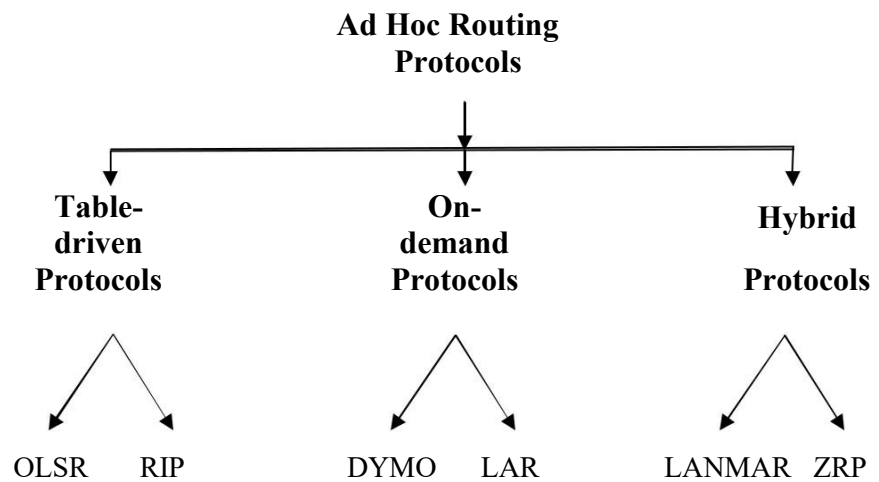 Ad Hoc Routing
Protocols
Table-
driven
Protocols
On-
demand
Protocols
Hybrid
Protocols
OLSR RIP
DYMO LAR
LANMAR ZRP